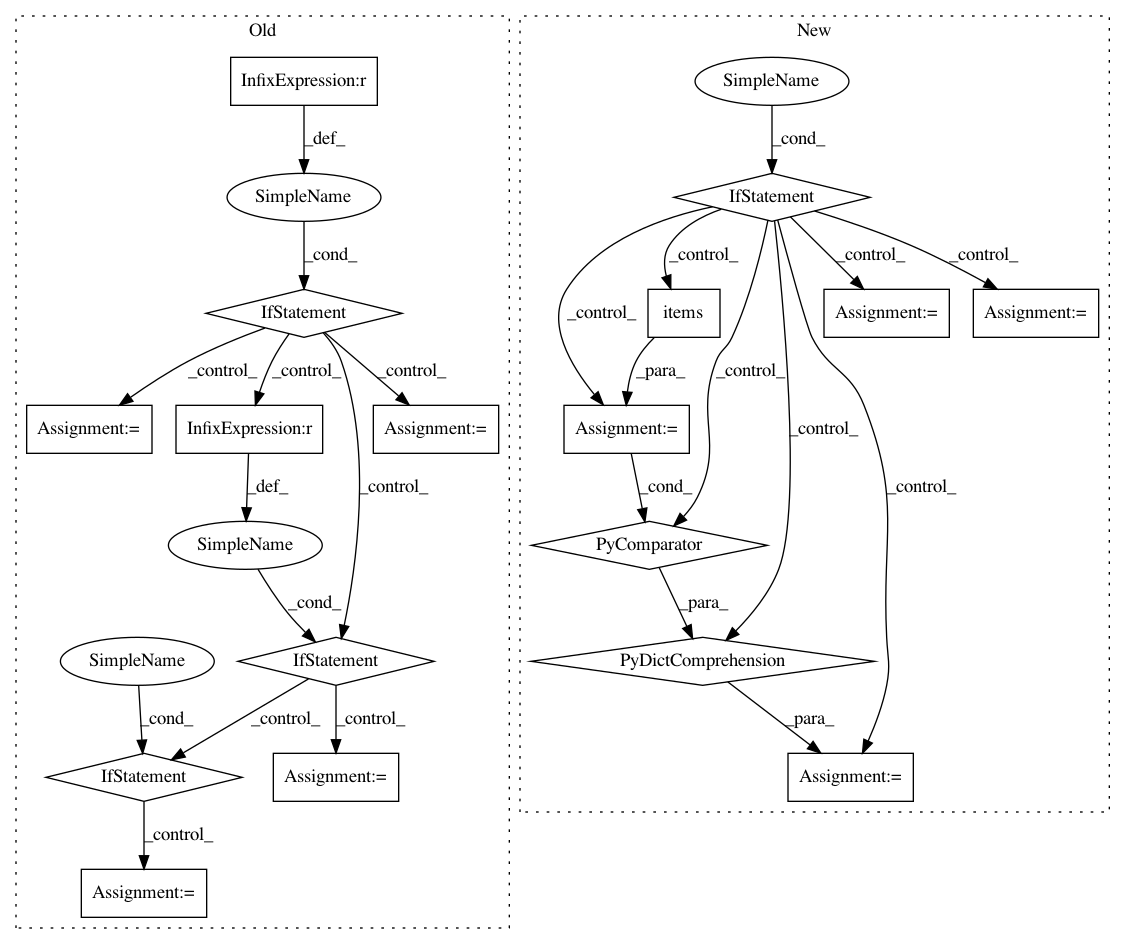 Old
InfixExpression:r
_def_
SimpleName
_cond_
IfStatement
_control_
_control_
_control_
_control_
Assignment:=
InfixExpression:r
Assignment:=
_def_
SimpleName
_cond_
SimpleName
IfStatement
_cond_
_control_
_control_
IfStatement
Assignment:=
_control_
Assignment:=
New
SimpleName
_cond_
IfStatement
_control_
_control_
_control_
_control_
_control_
_control_
_control_
items
Assignment:=
Assignment:=
_para_
Assignment:=
_cond_
PyComparator
_para_
PyDictComprehension
_para_
Assignment:=